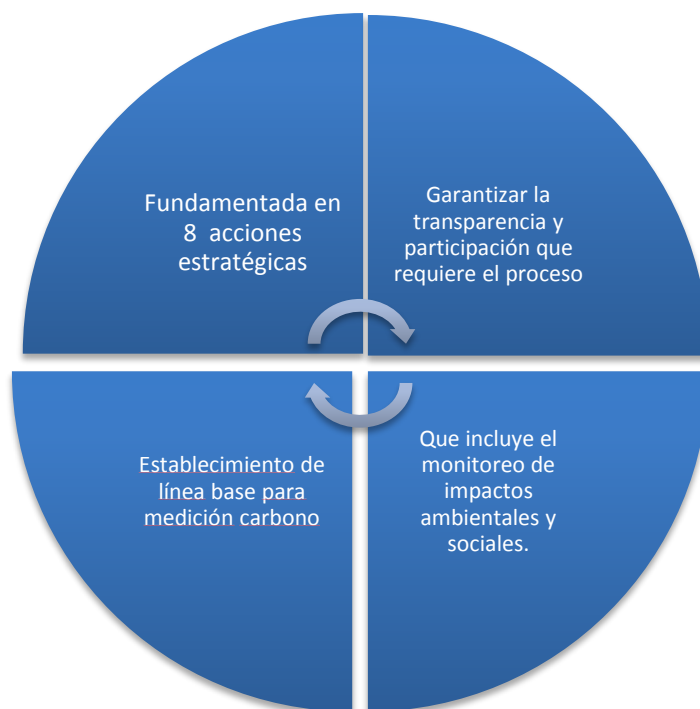 Fundamentada en
8 acciones
estratégicas
Garantizar la
transparencia y
participación que
requiere el proceso
Establecimiento de
línea base para
medición carbono
Que incluye el
monitoreo de
impactos
ambientales y
sociales.